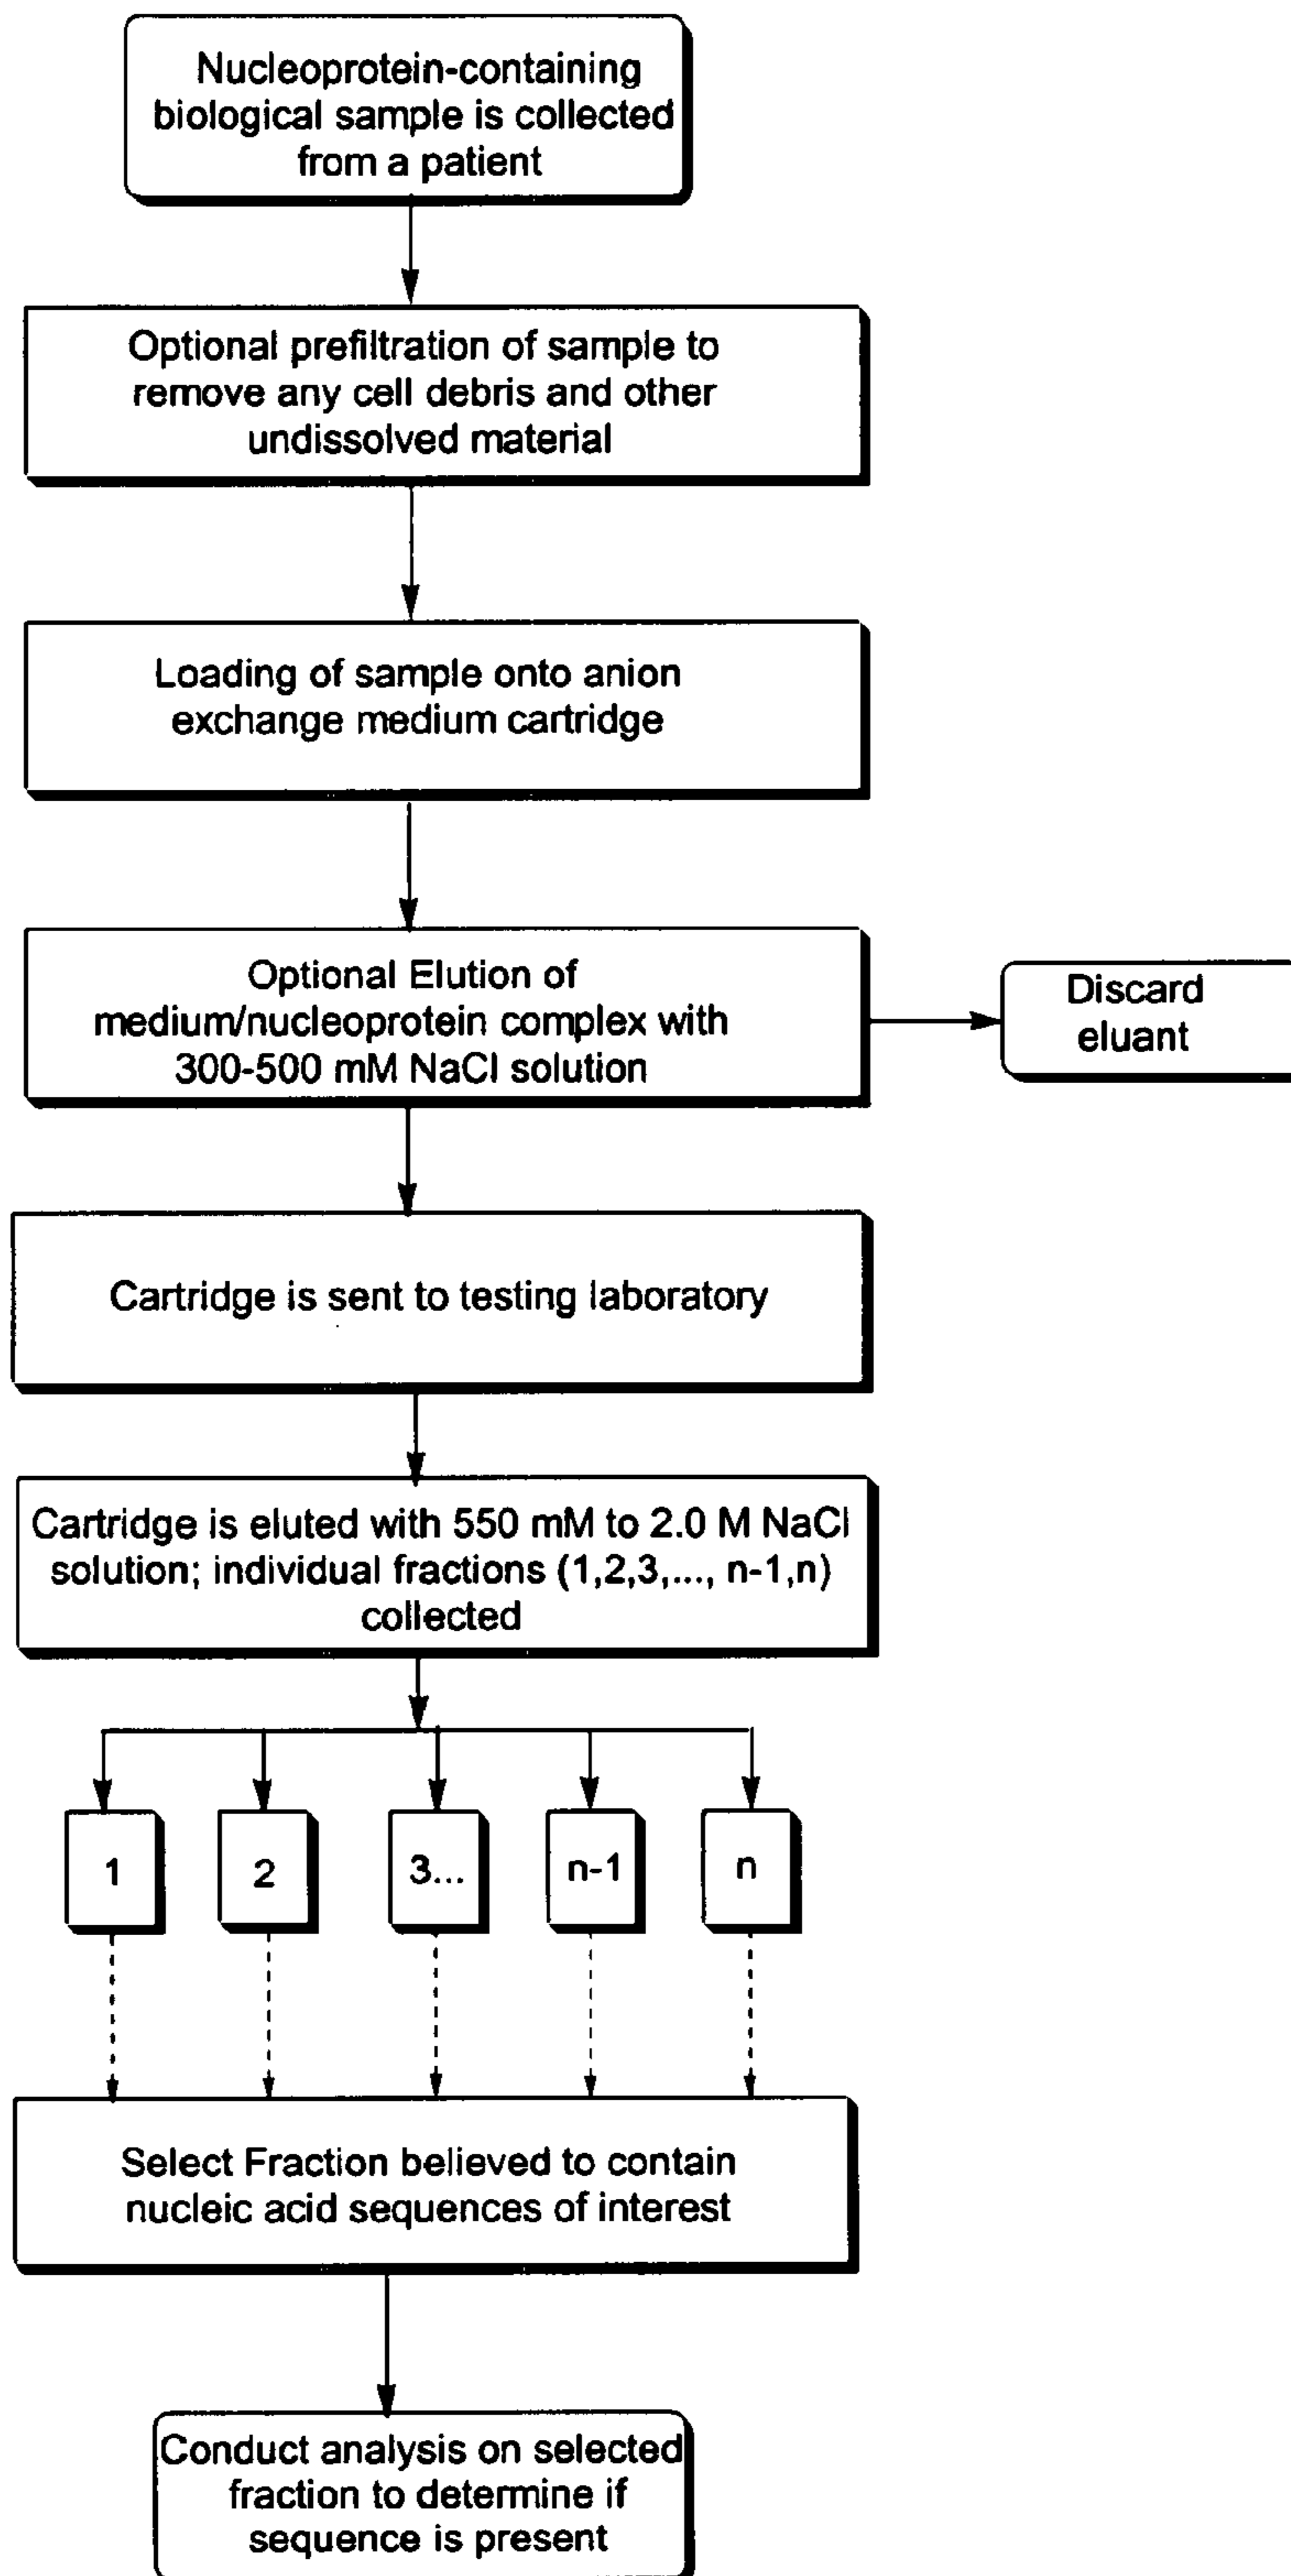 Nucleoprotein-containing
biological sample is collected
from a patient
Optional prefiltration of sample to
remove any cell debris and other
undissolved material
Loading of sample onto anion
exchange medium cartridge
Optional Elution of
medium/nucleoprotein complex with
300-500 mM NaCl solution
Discard
eluant
Cartridge is sent to testing laboratory
Cartridge is eluted with 550 mM to 2.0 M NaCl
solution; individual fractions (1,2,3,..., n-1,n)
collected
1
2
3...
n-1
n
Select Fraction believed to contain
nucleic acid sequences of interest
Conduct analysis on selected
fraction to determine if
sequence is present